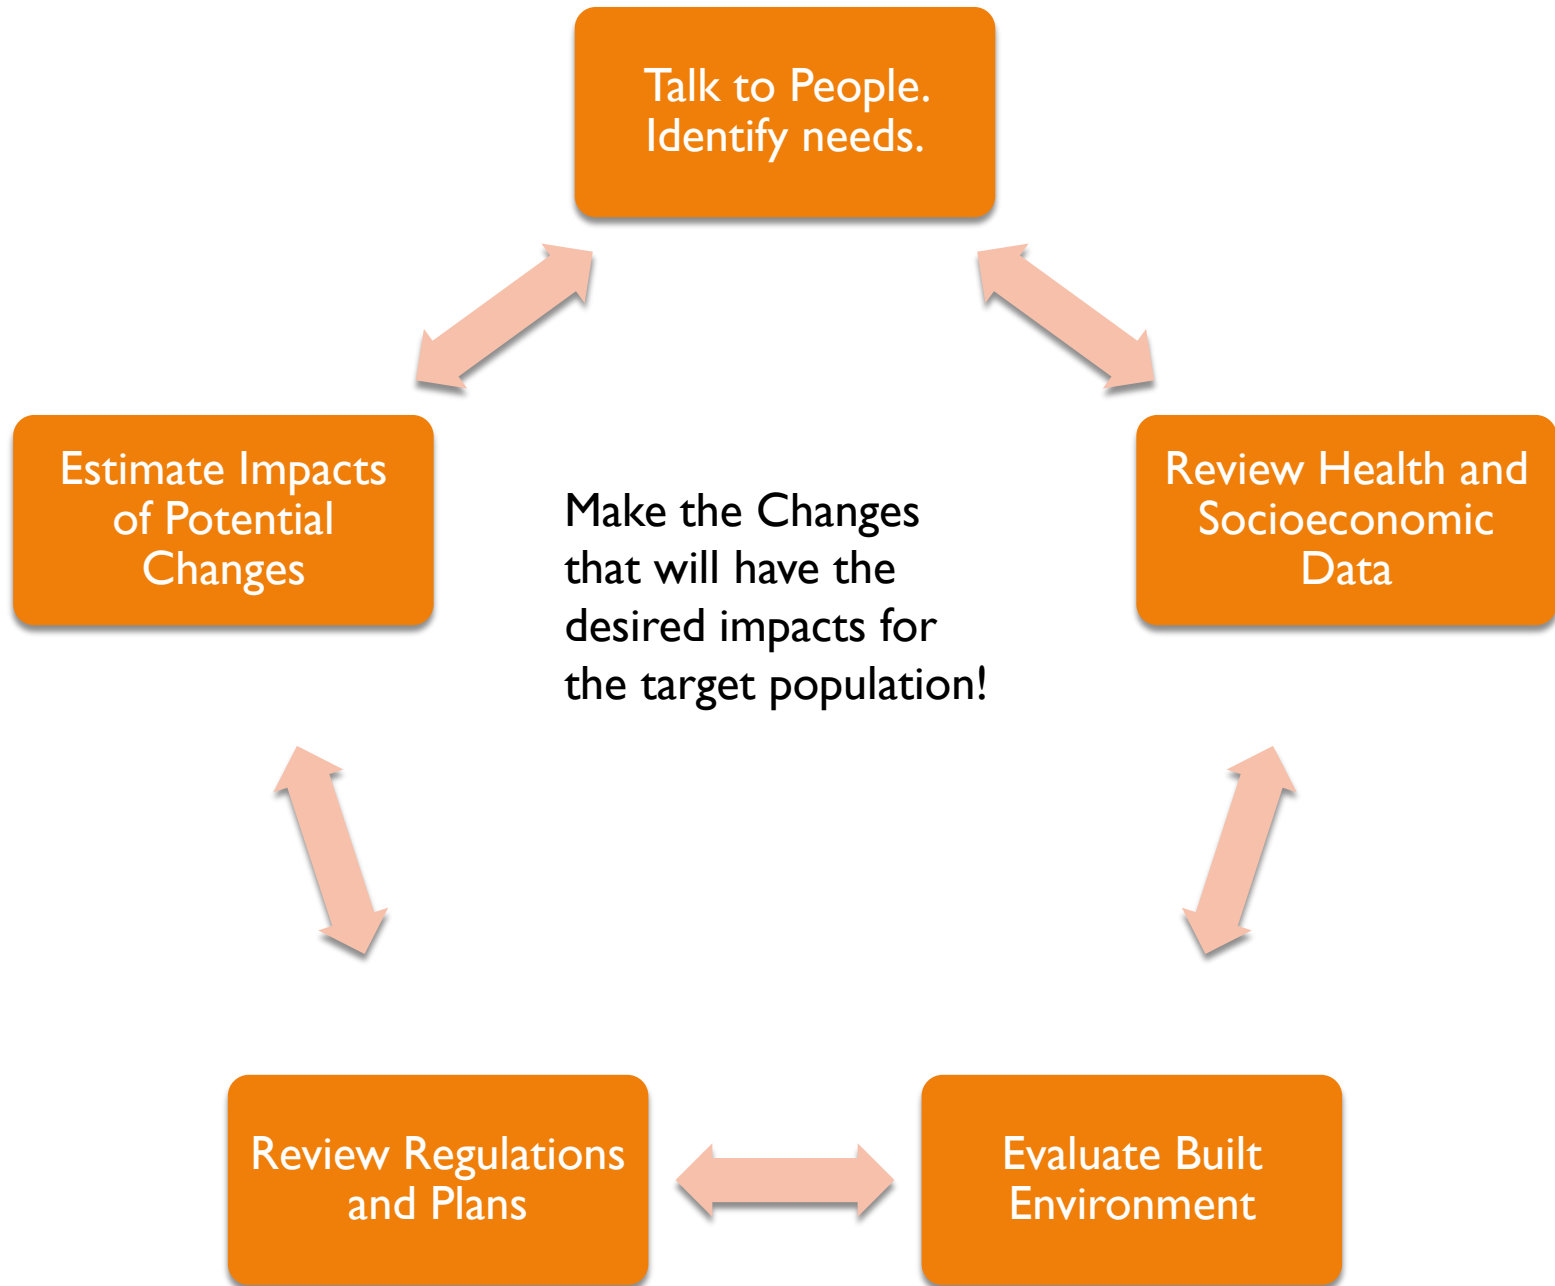 Talk to People.
Identify needs.
Estimate Impacts
of Potential
Changes
Make the Changes
that will have the
desired impacts for
the target population!
Review Health and
Socioeconomic
Data
Review Regulations
and Plans
Evaluate Built
Environment